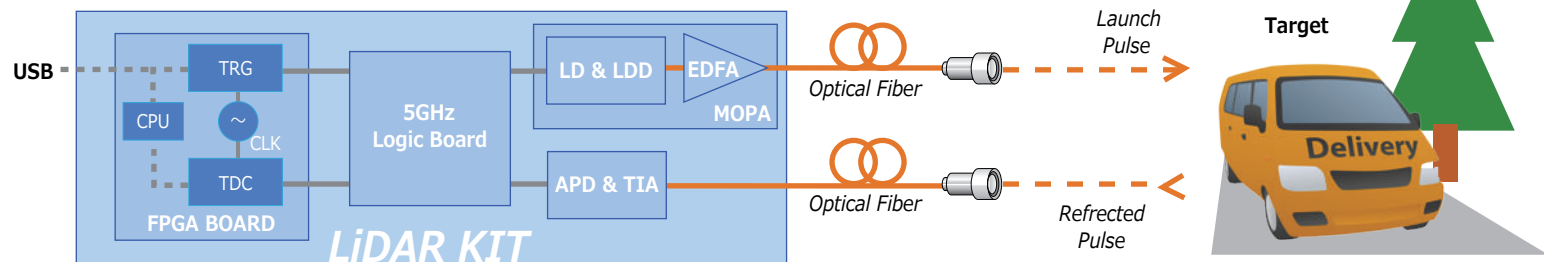 USB
TRG
CPU
~
CLK
TDC
FPGA BOARD
5GHz
Logic Board
LD & LDD
EDFA
MOPA
APD & TIA
LiDAR KIT
Optical Fiber
Optical Fiber
Launch
Pulse
Refrected
Pulse
Target
Delivery